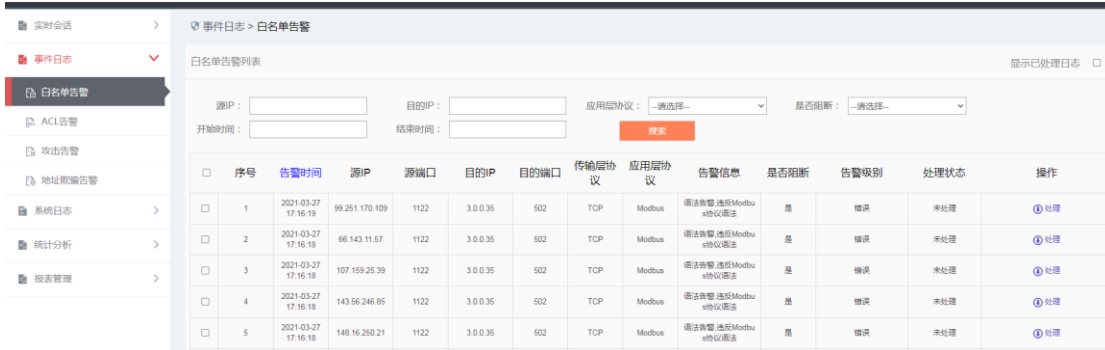 实时会话
事件日志 > 白名单告警
事件日志
白名单告警列表
显示已处理日志
白名单告警
源IP： 目的IP： 应用层协议： --请选择-- 是否阻断： --请选择--
ACL告警
开始时间： 结束时间： 搜索
攻击告警
地址欺骗告警
系统日志
统计分析
报表管理
序号 告警时间 源IP 源端口 目的IP 目的端口 传输层协 应用层协 告警信息 是否阻断 告警级别 处理状态 操作
议 议
2021-03-27 语法告警,违反Modbu
1 99.251.170.109 1122 3.0.0.35 502 TCP Modbus 是 错误 未处理 处理
17:16:19 s协议语法
2021-03-27 语法告警,违反Modbu
2 66.143.11.57 1122 3.0.0.35 502 TCP Modbus 是 错误 未处理 处理
17:16:18 s协议语法
2021-03-27 语法告警,违反Modbu
3 107.159.25.39 1122 3.0.0.35 502 TCP Modbus 是 错误 未处理 处理
17:16:18 s协议语法
2021-03-27 语法告警,违反Modbu
4 143.56.246.85 1122 3.0.0.35 502 TCP Modbus 是 错误 未处理 处理
17:16:18 s协议语法
2021-03-27 语法告警,违反Modbu
5 148.16.250.21 1122 3.0.0.35 502 TCP Modbus 是 错误 未处理 处理
17:16:18 s协议语法